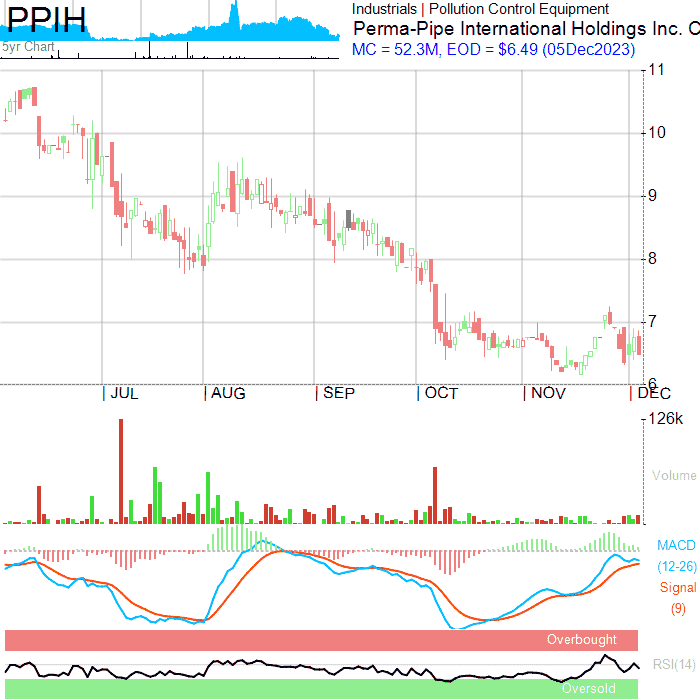 PPIH
5yr Chart
Industrials | Pollution Control Equipment
Perma-Pipe International Holdings Inc. C
MC = 52.3M, EOD = $6.49 (05Dec2023)
11
10
9
8
7
6
JUL AUG SEP OCT NOV DEC
126k
Volume
MACD
(12-26)
Signal
(9)
Overbought
RSI(14)
Oversold